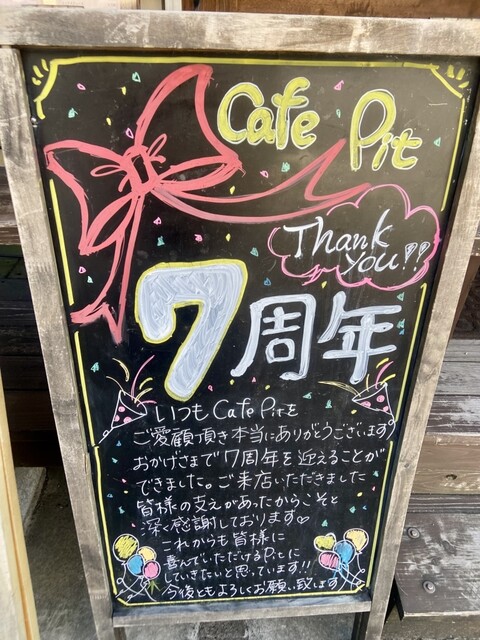 Cafe Pit
Thank
you!!
7周年
いつもCafe Pitを
ご愛顧頂き本当にありがとうございます
おかげさまで7周年を迎えることが
できました。ご来店いただきました
皆様の支えがあったからこそと
深く感謝しております♡
これからも皆様に
喜んでいただけるPitに
していきたいと思っています!!
今後ともよろしくお願い致します